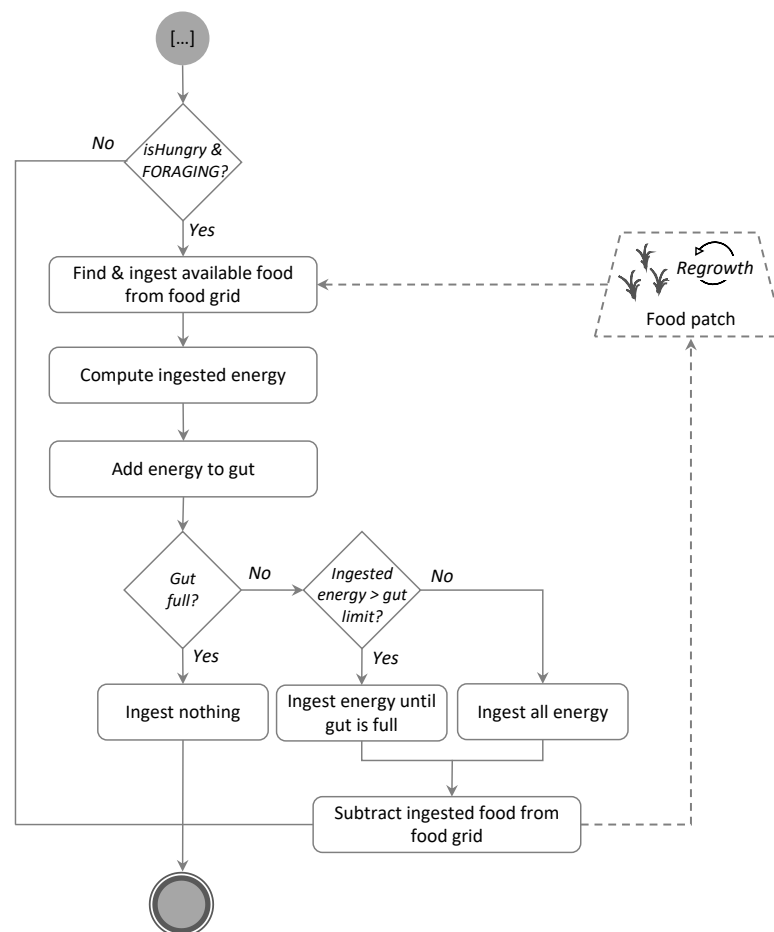 [...]
No
isHungry &
FORAGING?
Yes
Find & ingest available food
from food grid
Regrowth
Food patch
Compute ingested energy
Add energy to gut
Gut
full?
No
Ingested
energy > gut
limit?
No
Yes
Yes
Ingest nothing
Ingest energy until
gut is full
Ingest all energy
Subtract ingested food from
food grid